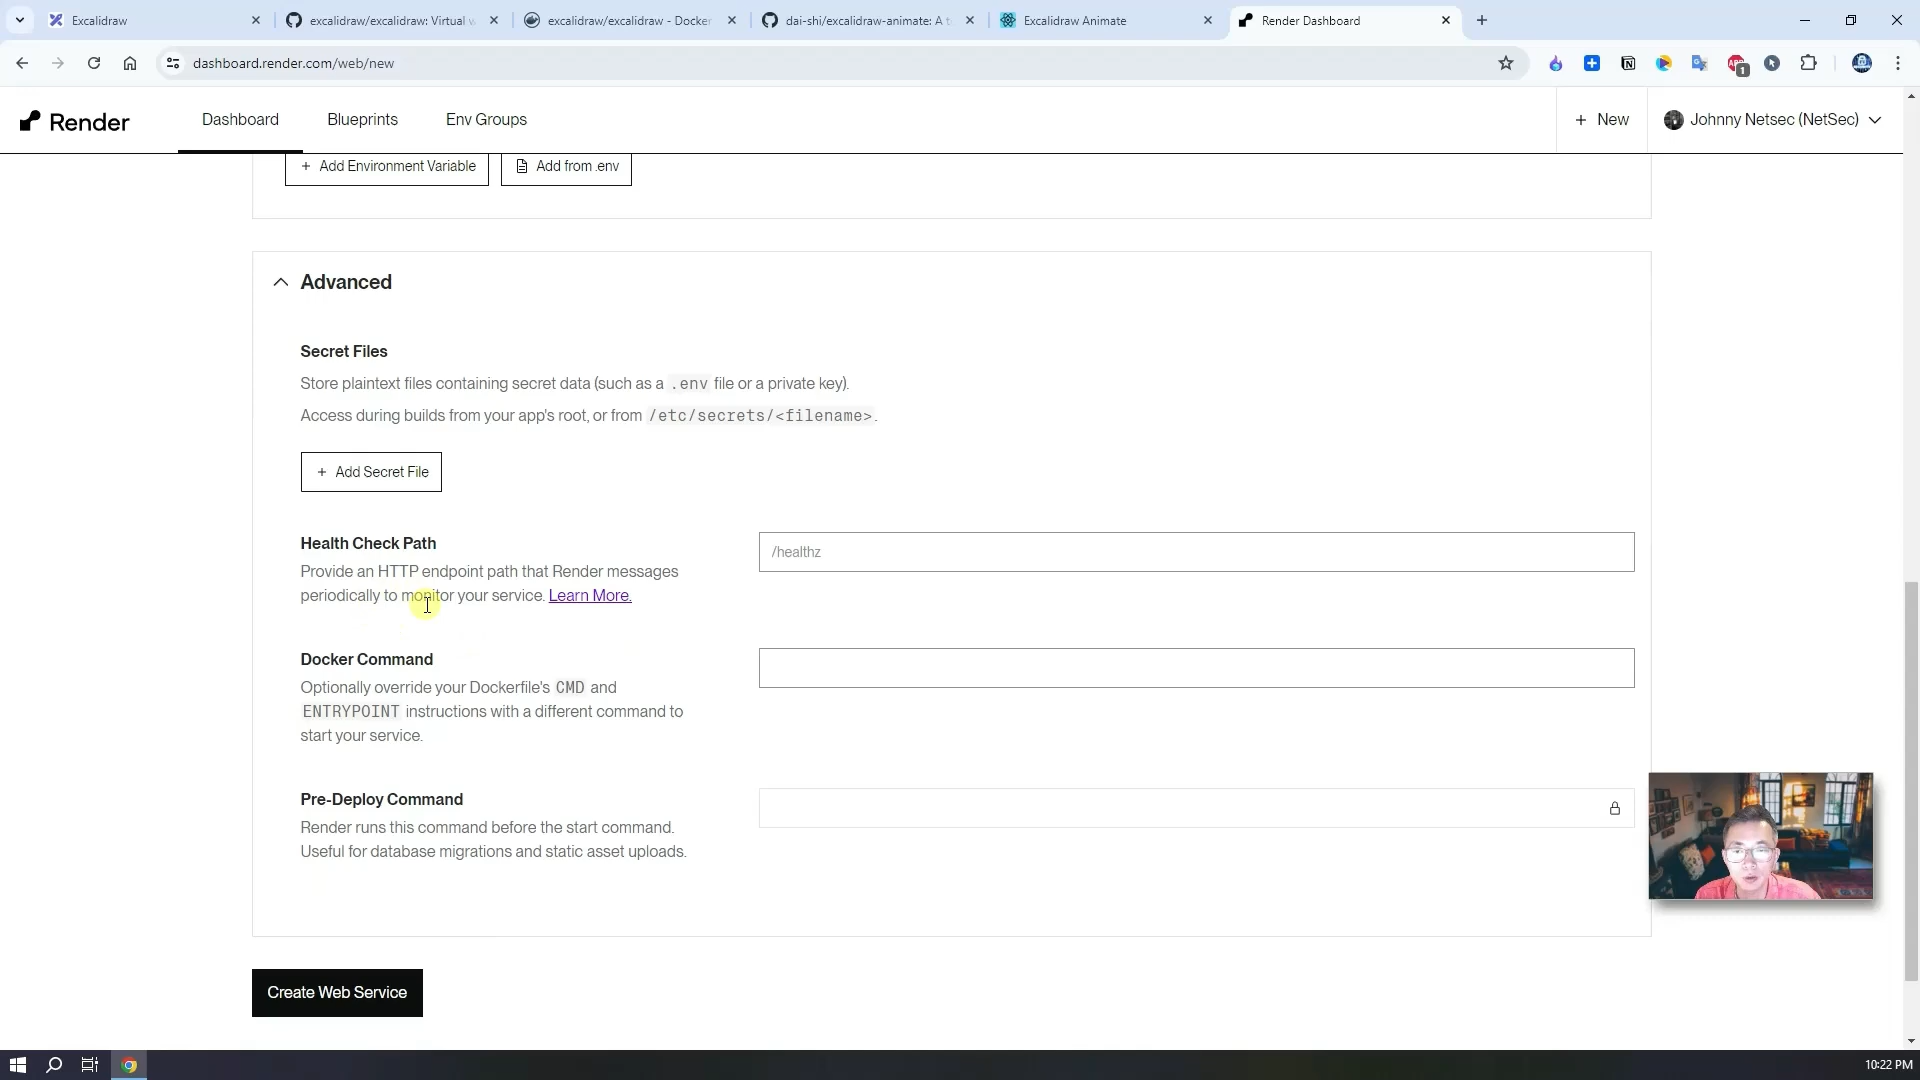 Excalidraw
excalidraw/excalidraw: Virtual w
excalidraw/excalidraw - Docker
dai-shi/excalidraw-animate: A to
Excalidraw Animate
Render Dashboard
dashboard.render.com/web/new
1
Render
Dashboard
Blueprints
Env Groups
+ New
Johnny Netsec (NetSec)
+ Add Environment Variable
Add from .env
Advanced
Secret Files
Store plaintext files containing secret data (such as a .env file or a private key).
Access during builds from your app's root, or from /etc/secrets/<filename>.
+ Add Secret File
Health Check Path
/healthz
Provide an HTTP endpoint path that Render messages
periodically to monitor your service. Learn More.
Docker Command
Optionally override your Dockerfile's CMD and
ENTRYPOINT instructions with a different command to
start your service.
Pre-Deploy Command
Render runs this command before the start command.
Useful for database migrations and static asset uploads.
Create Web Service
10:22 PM